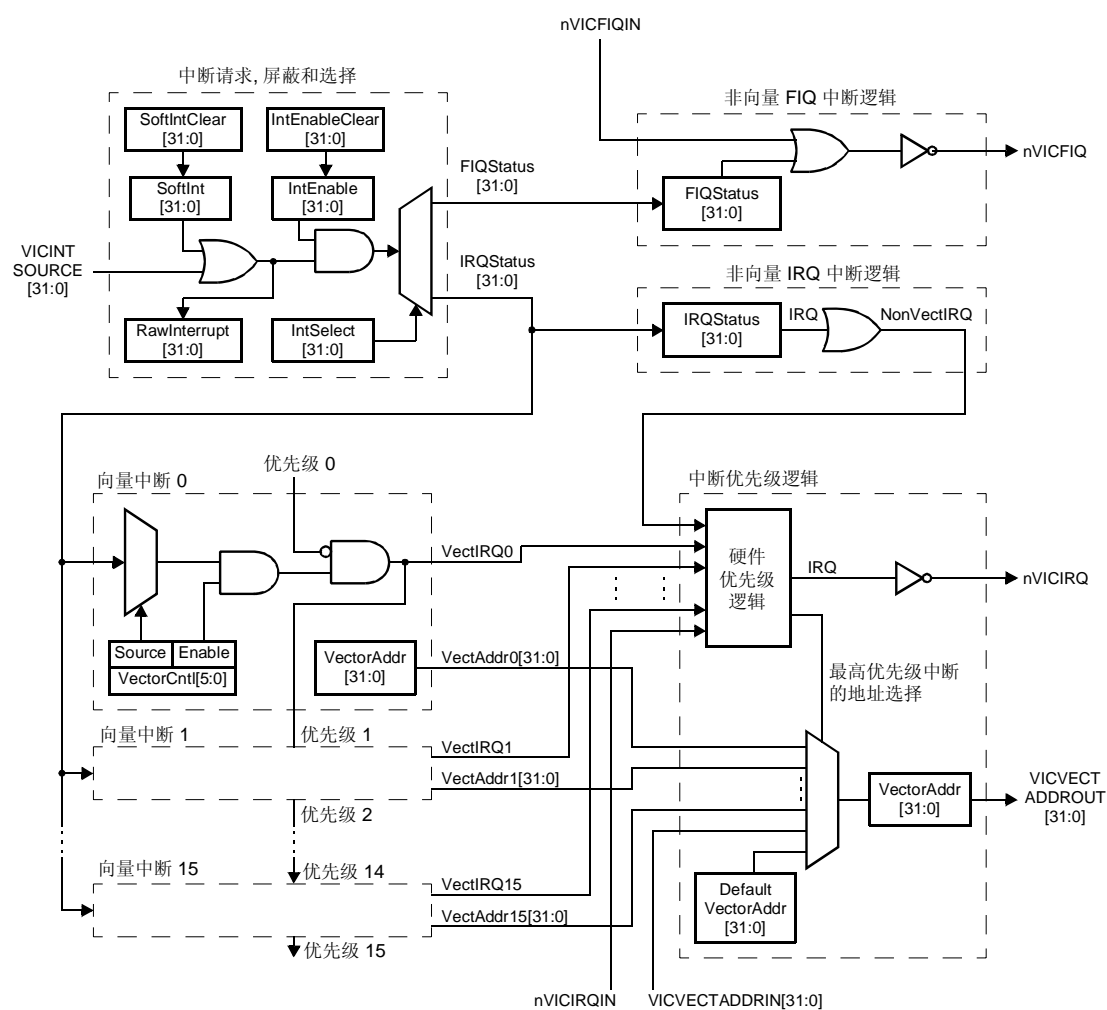 nVICFIQIN
中断请求, 屏蔽和选择
SoftIntClear
[31:0]
IntEnableClear
[31:0]
SoftInt
[31:0]
IntEnable
[31:0]
VICINT
SOURCE
[31:0]
RawInterrupt
[31:0]
IntSelect
[31:0]
FIQStatus
[31:0]
IRQStatus
[31:0]
非向量 FIQ 中断逻辑
FIQStatus
[31:0]
nVICFIQ
非向量 IRQ 中断逻辑
IRQStatus
[31:0]
IRQ
NonVectIRQ
向量中断 0
优先级 0
Source
Enable
VectorCntl[5:0]
VectorAddr
[31:0]
VectIRQ0
VectAddr0[31:0]
向量中断 1
优先级 1
VectIRQ1
VectAddr1[31:0]
优先级 2
向量中断 15
优先级 14
VectIRQ15
VectAddr15[31:0]
优先级 15
中断优先级逻辑
硬件
优先级
逻辑
IRQ
nVICIRQ
最高优先级中断
的地址选择
VectorAddr
[31:0]
VICVECT
ADDROUT
[31:0]
Default
VectorAddr
[31:0]
nVICIRQIN
VICVECTADDRIN[31:0]